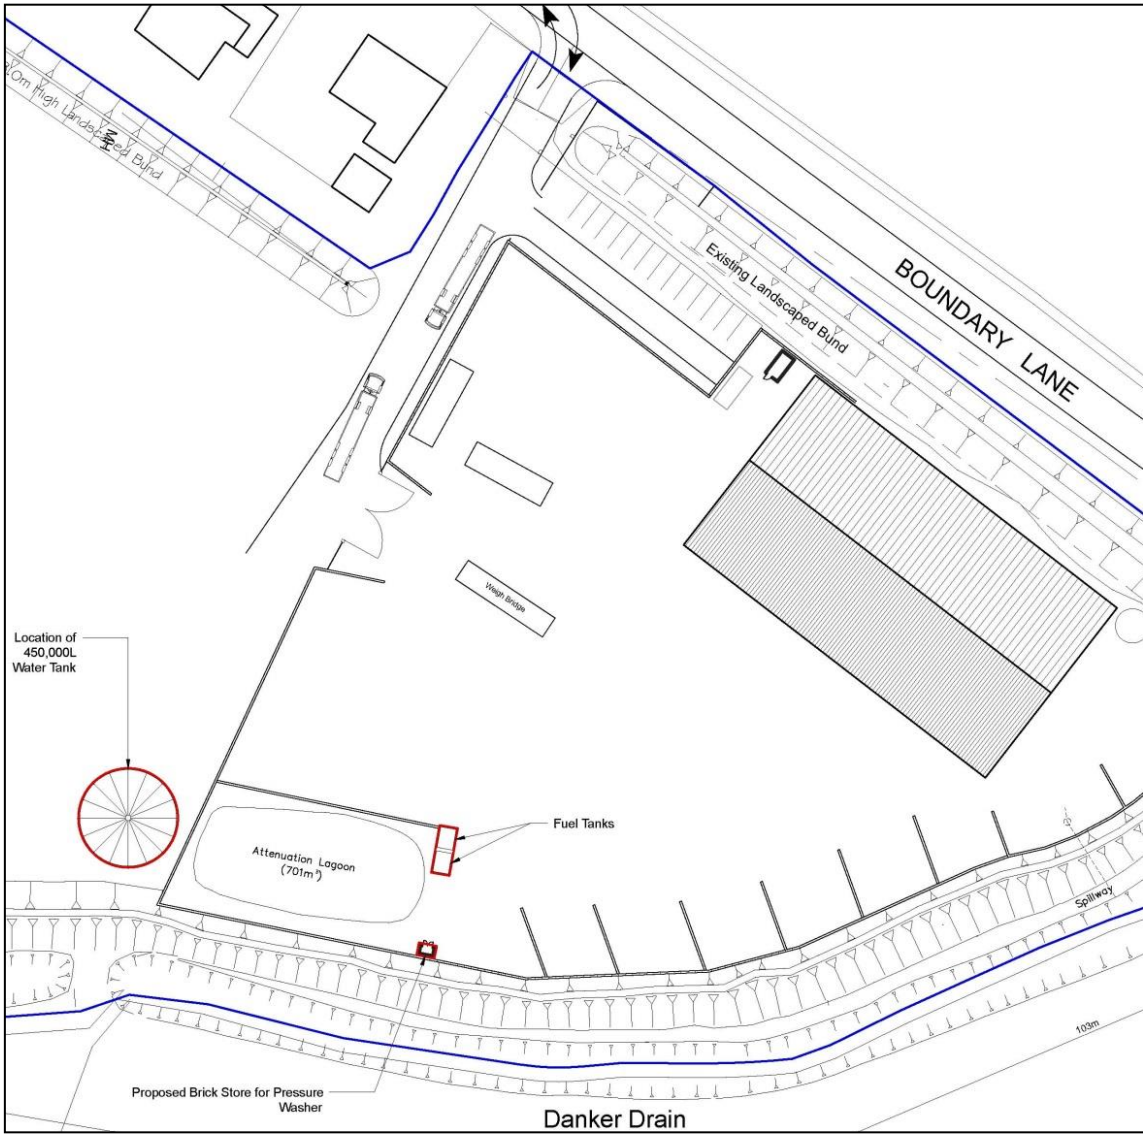 .0m High Landscaped Bund
BOUNDARY LANE
Existing Landscaped Bund
Weigh Bridge
Location of
450,000L
Water Tank
Fuel Tanks
Attenuation Lagoon
(701m³)
Spillway
103m
Proposed Brick Store for Pressure
Washer
Danker Drain